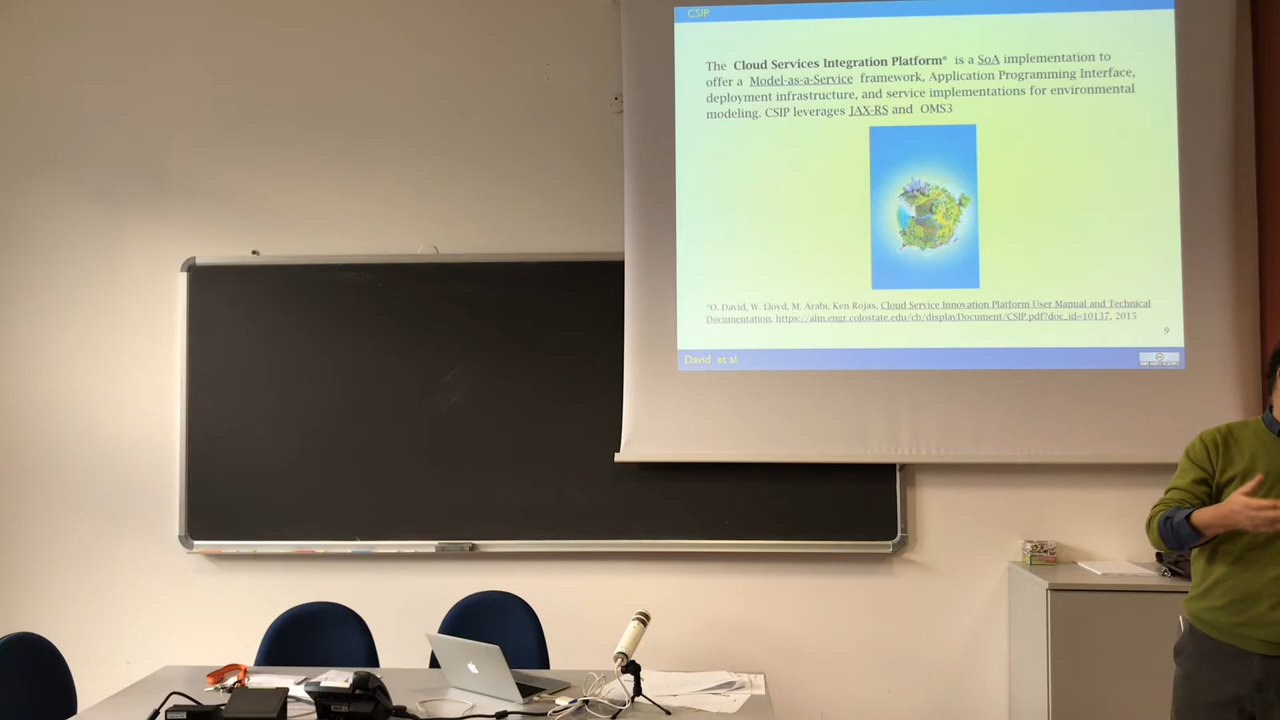 CSIP
The Cloud Services Integration Platform* is a SoA implementation to
offer a Model-as-a-Service framework, Application Programming Interface,
deployment infrastructure, and service implementations for environmental
modeling. CSIP leverages JAX-RS and OMS3
*O. David, W. Lloyd, M. Arabi, Ken Rojas, Cloud Service Innovation Platform User Manual and Technical
Documentation, https://alm.engr.colostate.edu/cb/displayDocument/CSIP.pdf?doc_id=10137, 2015
9
David et al.